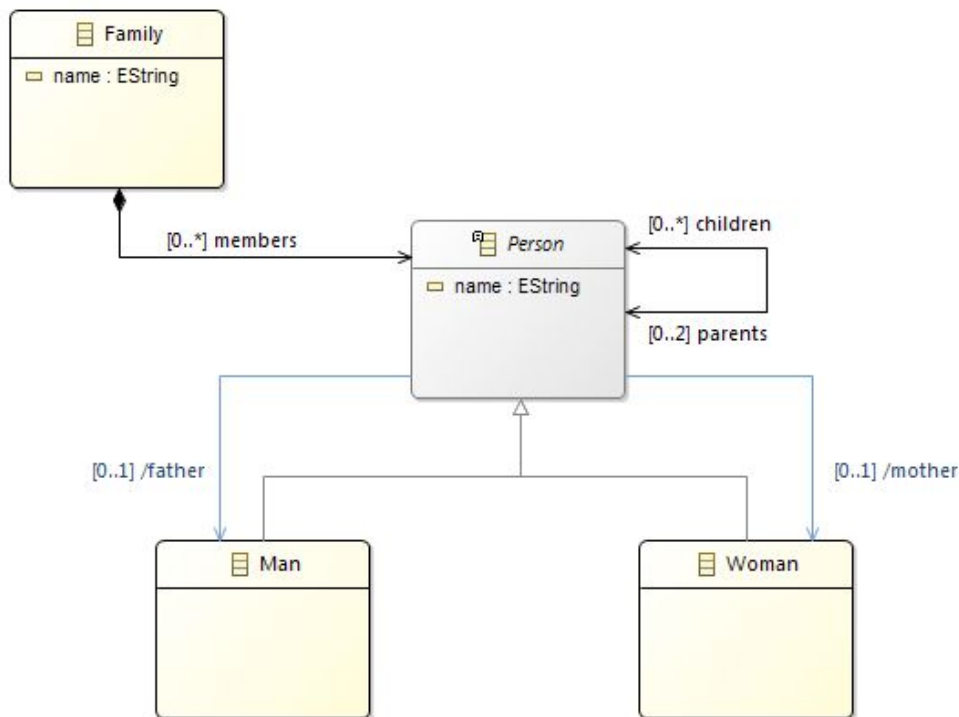 Family
name : EString
[0..*] members
[0..*] children
Person
name : EString
[0..2] parents
[0..1] /father
[0..1] /mother
Man
Woman